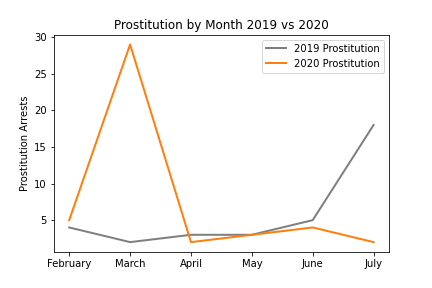 Prostitution by Month 2019 vs 2020
2019 Prostitution
2020 Prostitution
Prostitution Arrests
30
25
20
15
10
5
February March April May June July